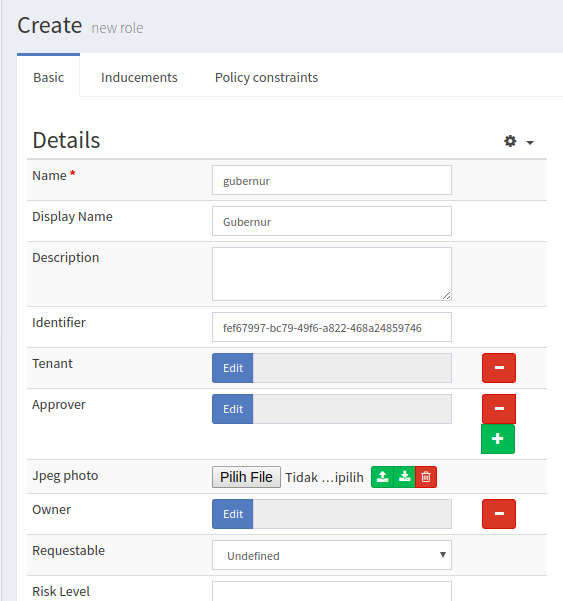 Create new role
Basic Inducements Policy constraints
Details
Name *
gubernur
Display Name
Gubernur
Description
Identifier
fef67997-bc79-49f6-a822-468a24859746
Tenant
Edit
Approver
Edit
Jpeg photo
Pilih File Tidak ...ipilih
Owner
Edit
Requestable
Undefined
Risk Level